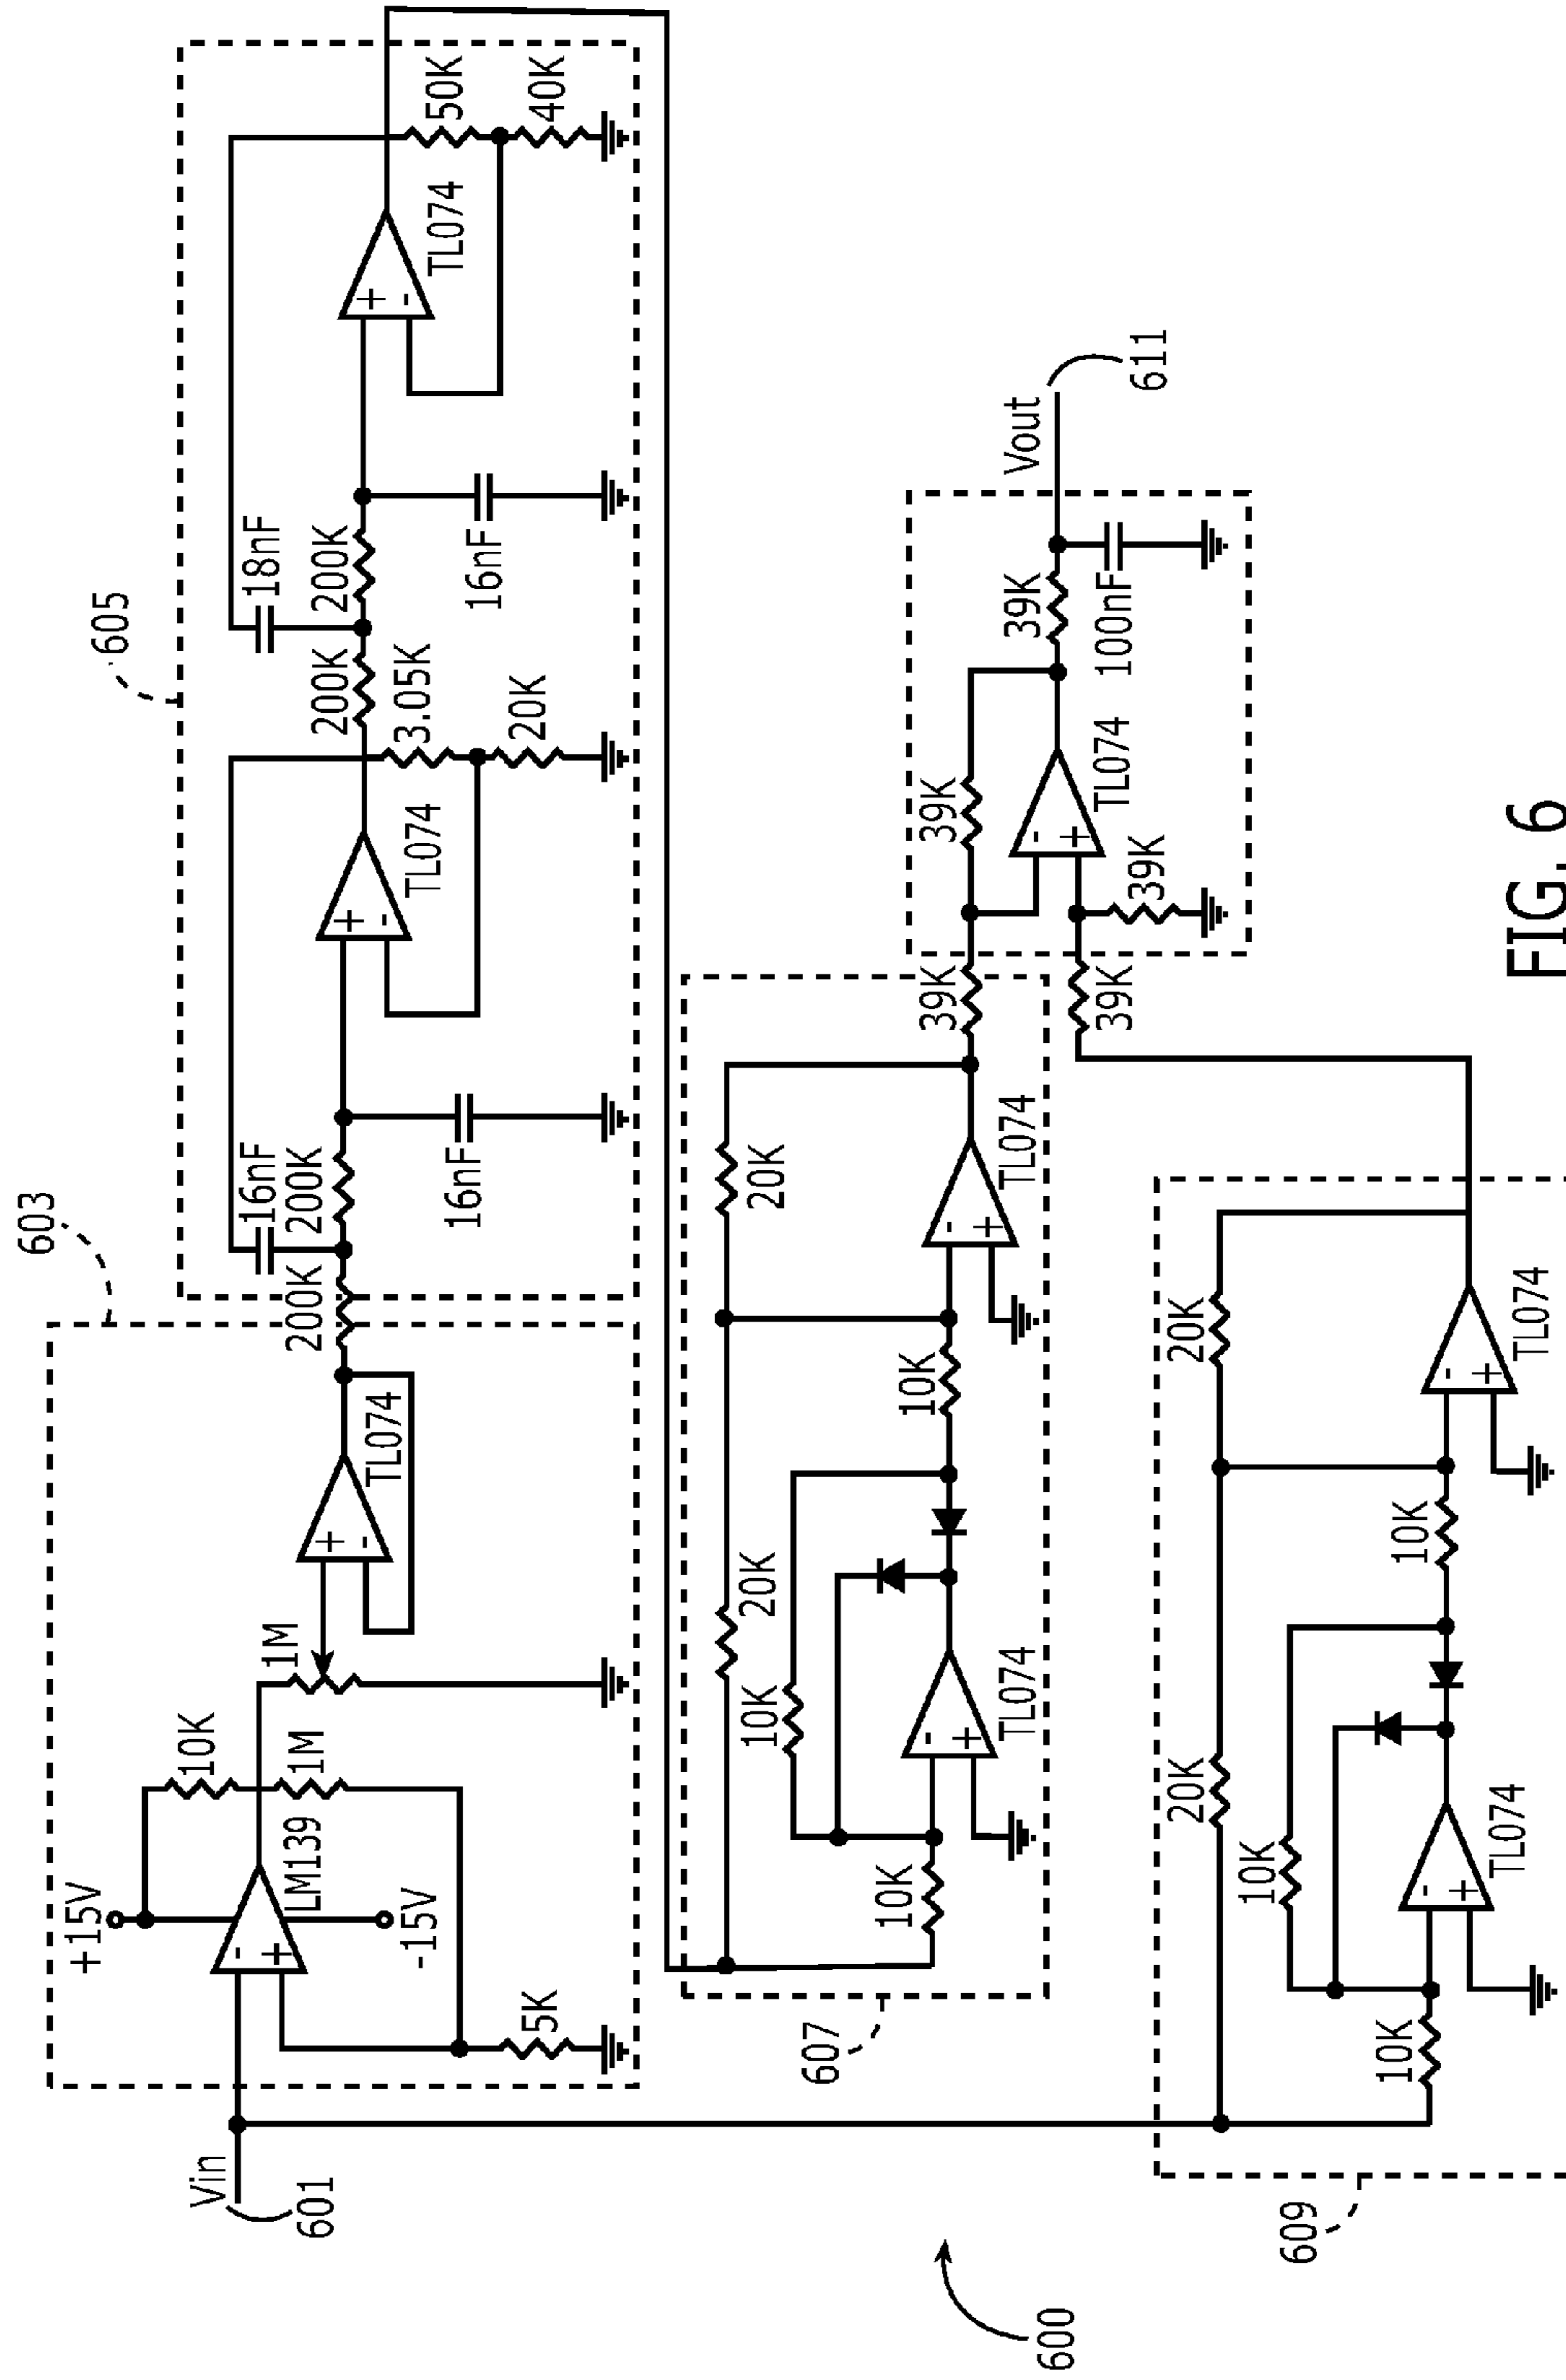 603
605
+15V
10K
1M
LM139
-15V
5K
Vin
601
1M
TL074
200K
16nF
200K
16nF
TL074
3.05K
20K
200K
18nF
200K
16nF
TL074
50K
40K
607
10K
10K
20K
TL074
10K
20K
TL074
39K
39K
TL074
39K
39K
39K
100nF
Vout
611
609
10K
10K
20K
TL074
10K
20K
TL074
600
FIG. 6